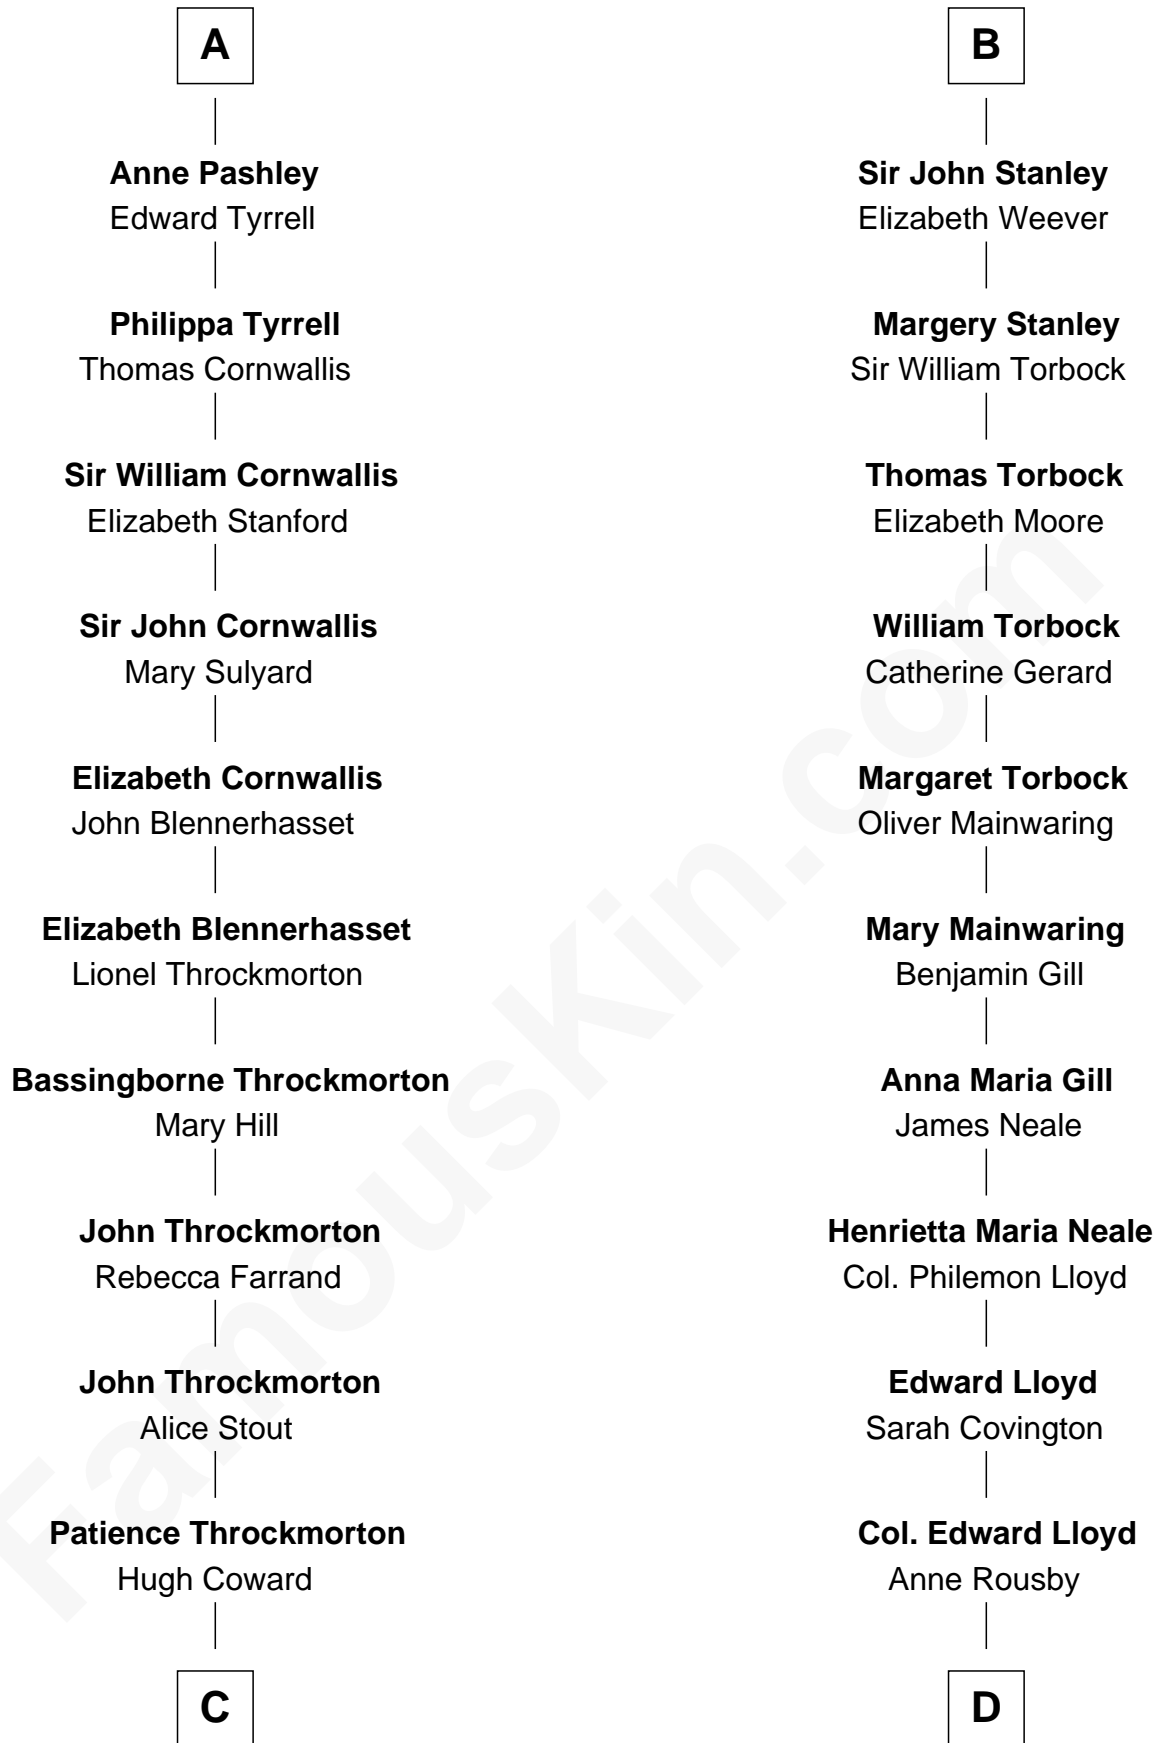 A
Anne Pashley
Edward Tyrrell
Philippa Tyrrell
Thomas Cornwallis
Sir William Cornwallis
Elizabeth Stanford
Sir John Cornwallis
Mary Sulyard
Elizabeth Cornwallis
John Blennerhasset
Elizabeth Blennerhasset
Lionel Throckmorton
Bassingborne Throckmorton
Mary Hill
John Throckmorton
Rebecca Farrand
John Throckmorton
Alice Stout
Patience Throckmorton
Hugh Coward
C
B
Sir John Stanley
Elizabeth Weever
Margery Stanley
Sir William Torbock
Thomas Torbock
Elizabeth Moore
William Torbock
Catherine Gerard
Margaret Torbock
Oliver Mainwaring
Mary Mainwaring
Benjamin Gill
Anna Maria Gill
James Neale
Henrietta Maria Neale
Col. Philemon Lloyd
Edward Lloyd
Sarah Covington
Col. Edward Lloyd
Anne Rousby
D
FamousKin.com